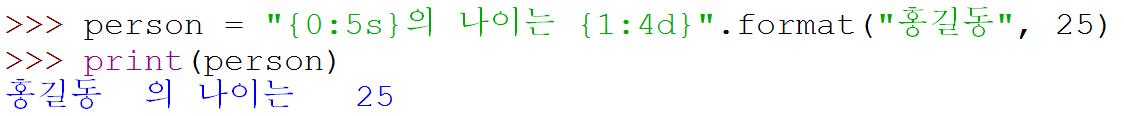 >>> person = "{0:5s}의 나이는 {1:4d}".format("홍길동", 25)
>>> print(person)
홍길동  의 나이는   25